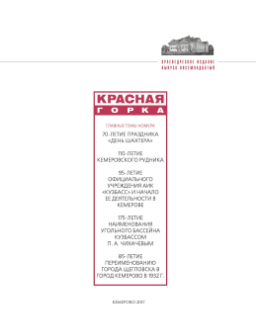 КРАЕВЕДЧЕСКОЕ ИЗДАНИЕ
ВЫПУСК ВОСЕМНАДЦАТЫЙ
КРАСНАЯ
ГОРКА
ГЛАВНЫЕ ТЕМЫ НОМЕРА:
70-ЛЕТИЕ ПРАЗДНИКА
«ДЕНЬ ШАХТЕРА»
110-ЛЕТИЕ
КЕМЕРОВСКОГО РУДНИКА
95-ЛЕТИЕ
ОФИЦИАЛЬНОГО
УЧРЕЖДЕНИЯ АИК
«КУЗБАСС» И НАЧАЛО
ЕЕ ДЕЯТЕЛЬНОСТИ В
КЕМЕРОВЕ
175-ЛЕТИЕ
НАИМЕНОВАНИЯ
УГОЛЬНОГО БАССЕЙНА
КУЗБАССОМ
П. А. ЧИХАЧЕВЫМ
85-ЛЕТИЕ
ПЕРЕИМЕНОВАНИЮ
ГОРОДА ЩЕГЛОВСКА В
ГОРОД КЕМЕРОВО В 1932 Г.
КЕМЕРОВО 2017